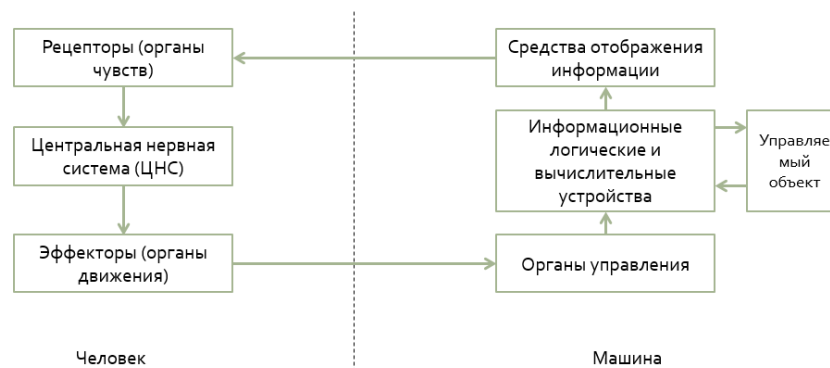 Рецепторы (органы
чувств)
Центральная нервная
система (ЦНС)
Эффекторы (органы
движения)
Человек
Средства отображения
информации
Информационные
логические и
вычислительные
устройства
Управляе
мый
объект
Органы управления
Машина